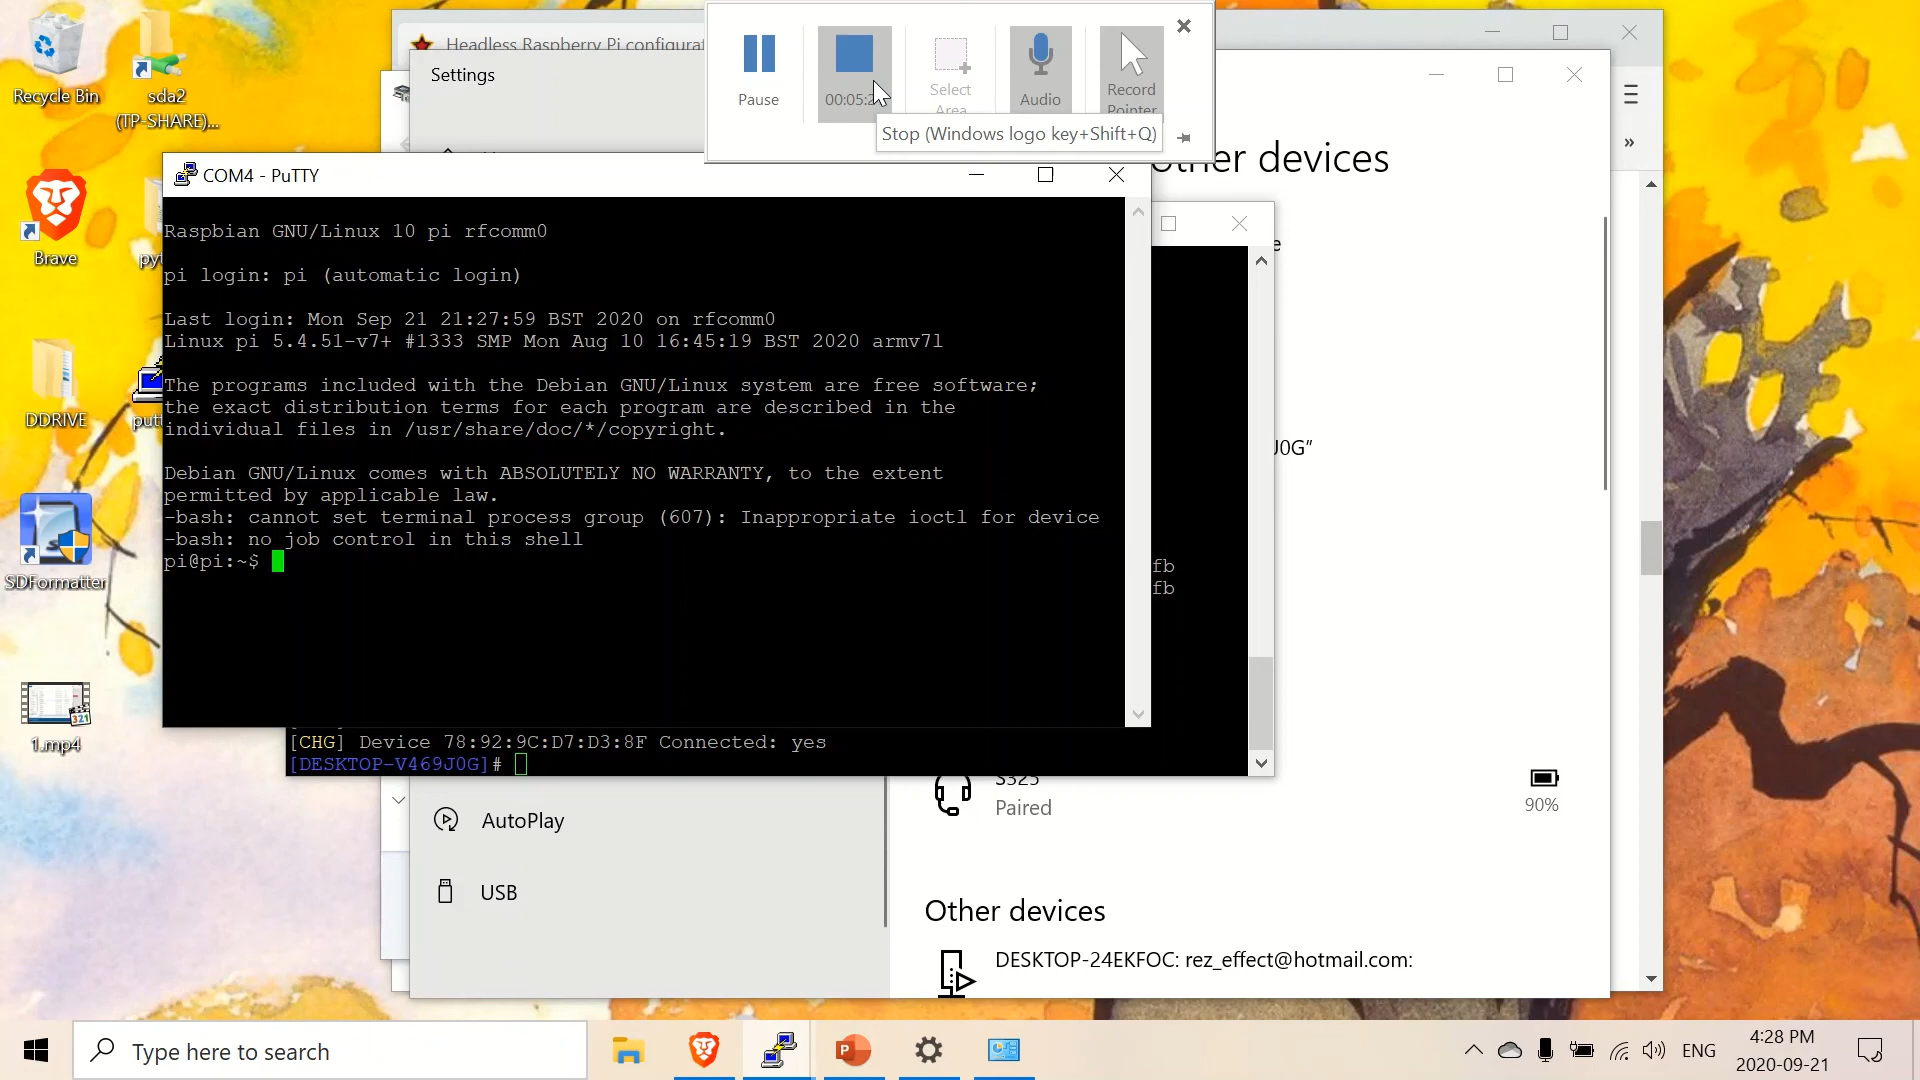 Recycle Bin
sda2
(TP-SHARE)...
Brave
DDRIVE
SDFormatter
1.mp4
Headless Raspberry Pi configurat
Settings
Pause
00:05:2
Select
Area
Audio
Record
Pointer
Stop (Windows logo key+Shift+Q)
other devices
COM4 - PuTTY
Raspbian GNU/Linux 10 pi rfcomm0
pi login: pi (automatic login)
Last login: Mon Sep 21 21:27:59 BST 2020 on rfcomm0
Linux pi 5.4.51-v7+ #1333 SMP Mon Aug 10 16:45:19 BST 2020 armv7l
The programs included with the Debian GNU/Linux system are free software;
the exact distribution terms for each program are described in the
individual files in /usr/share/doc/*/copyright.
Debian GNU/Linux comes with ABSOLUTELY NO WARRANTY, to the extent
permitted by applicable law.
-bash: cannot set terminal process group (607): Inappropriate ioctl for device
-bash: no job control in this shell
pi@pi:~$
e
J0G"
fb
fb
[CHG] Device 78:92:9C:D7:D3:8F Connected: yes
[DESKTOP-V469J0G]#
AutoPlay
USB
S325
Paired
90%
Other devices
DESKTOP-24EKFOC: rez_effect@hotmail.com:
Type here to search
ENG
4:28 PM
2020-09-21